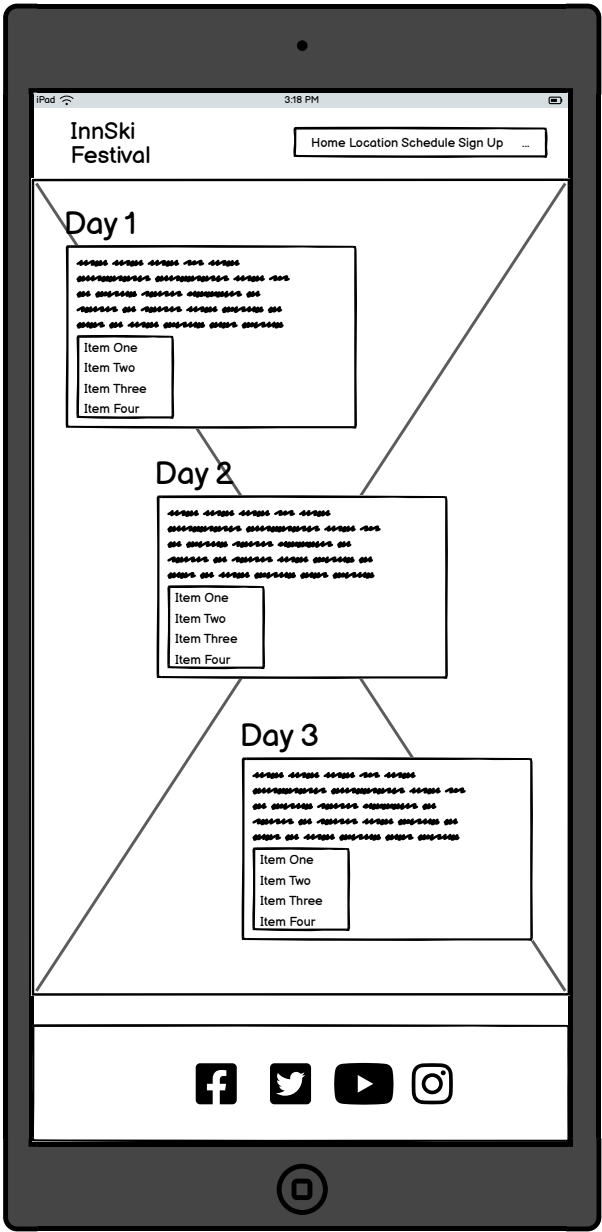 iPad 3:18 PM
InnSki
Festival
Home Location Schedule Sign Up ...
Day 1
Item One
Item Two
Item Three
Item Four
Day 2
Item One
Item Two
Item Three
Item Four
Day 3
Item One
Item Two
Item Three
Item Four